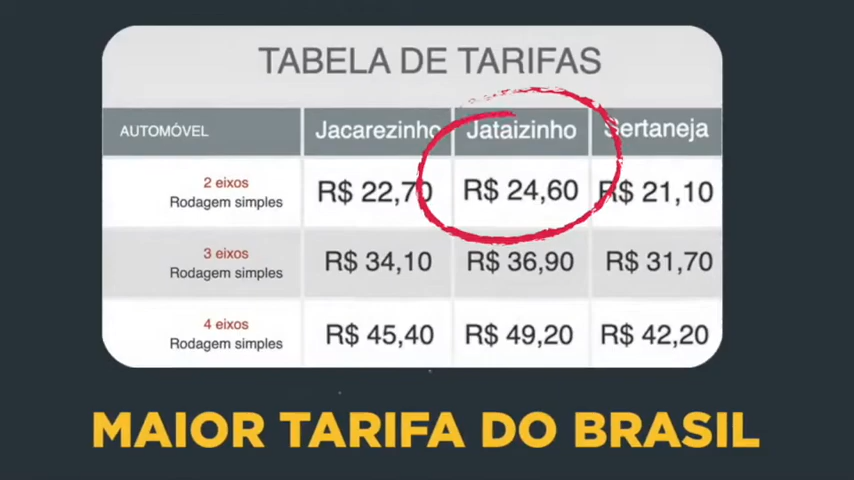 TABELA DE TARIFAS
AUTOMÓVEL Jacarezinho Jataizinho Sertaneja
2 eixos
Rodagem simples R$ 22,70 R$ 24,60 R$ 21,10
3 eixos
Rodagem simples R$ 34,10 R$ 36,90 R$ 31,70
4 eixos
Rodagem simples R$ 45,40 R$ 49,20 R$ 42,20
MAIOR TARIFA DO BRASIL